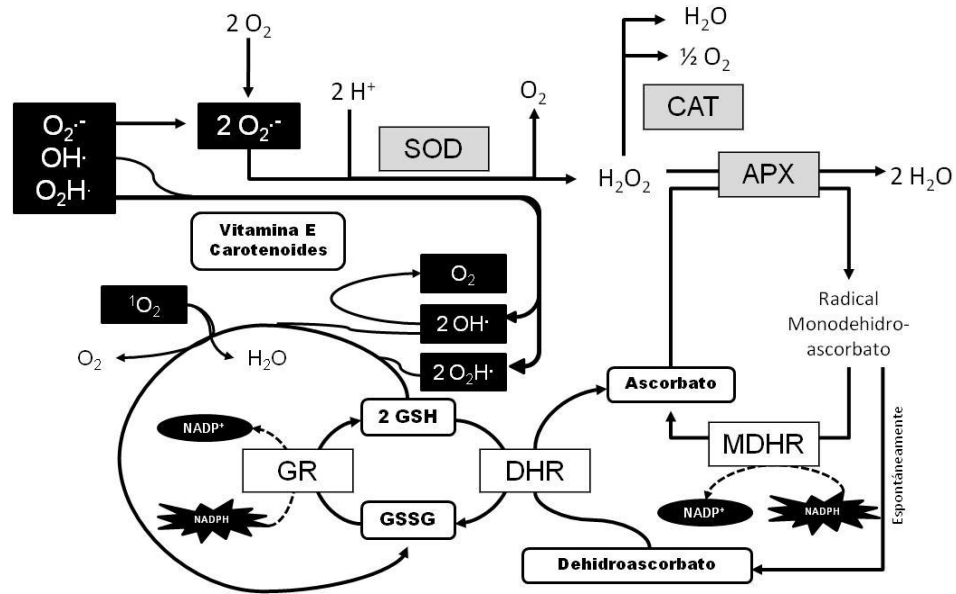 2 O₂
H₂O
½ O₂
2 H⁺
O₂
CAT
O₂·⁻
OH·
O₂H·
2 O₂·⁻
SOD
H₂O₂
APX
2 H₂O
Vitamina E
Carotenoides
O₂
¹O₂
2 OH·
Radical
Monodehidro-
ascorbato
O₂
H₂O
2 O₂H·
Ascorbato
2 GSH
NADP⁺
GR
DHR
MDHR
Espontáneamente
NADPH
GSSG
NADP⁺
NADPH
Dehidroascorbato